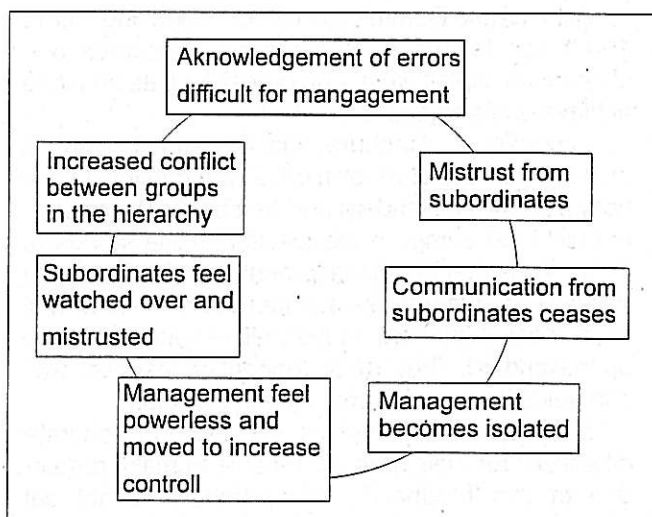 Aknowledgement of errors
difficult for mangagement
Mistrust from
subordinates
Communication from
subordinates ceases
Management
becomes isolated
Management feel
powerless and
moved to increase
controll
Subordinates feel
watched over and
mistrusted
Increased conflict
between groups
in the hierarchy